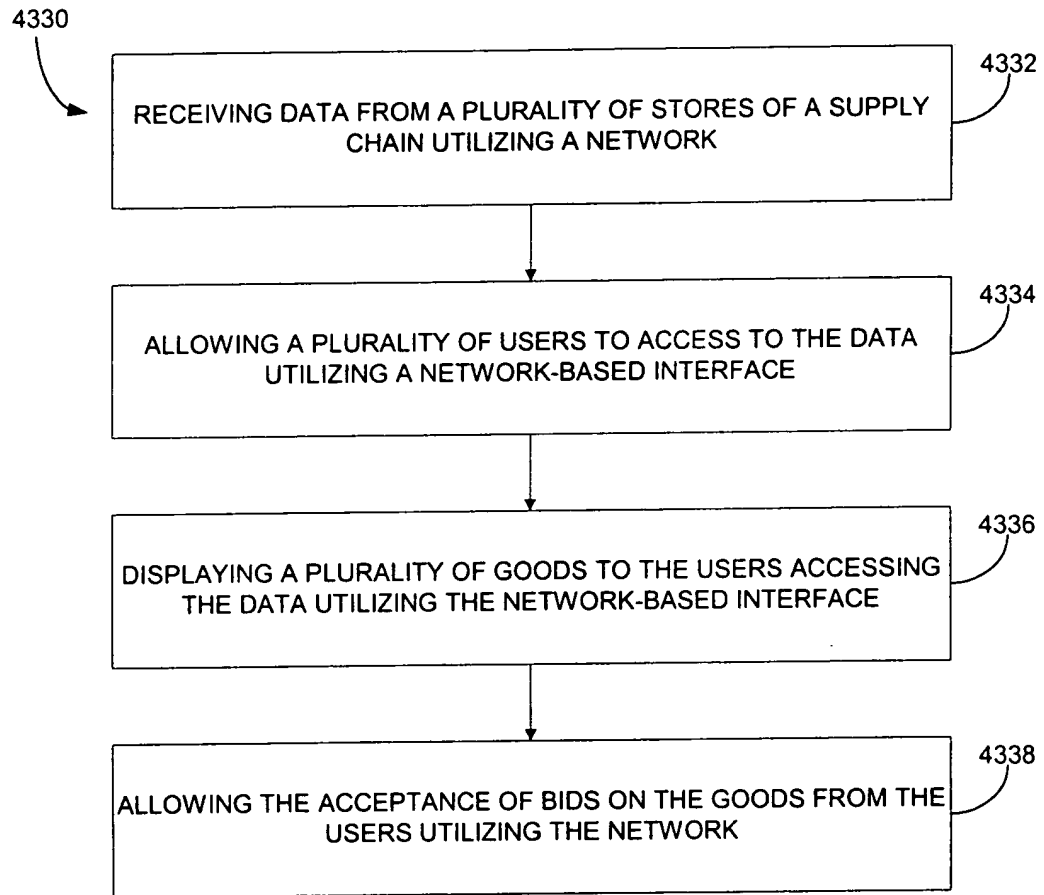 4330
4332
RECEIVING DATA FROM A PLURALITY OF STORES OF A SUPPLY
CHAIN UTILIZING A NETWORK
4334
ALLOWING A PLURALITY OF USERS TO ACCESS TO THE DATA
UTILIZING A NETWORK-BASED INTERFACE
4336
DISPLAYING A PLURALITY OF GOODS TO THE USERS ACCESSING
THE DATA UTILIZING THE NETWORK-BASED INTERFACE
4338
ALLOWING THE ACCEPTANCE OF BIDS ON THE GOODS FROM THE
USERS UTILIZING THE NETWORK